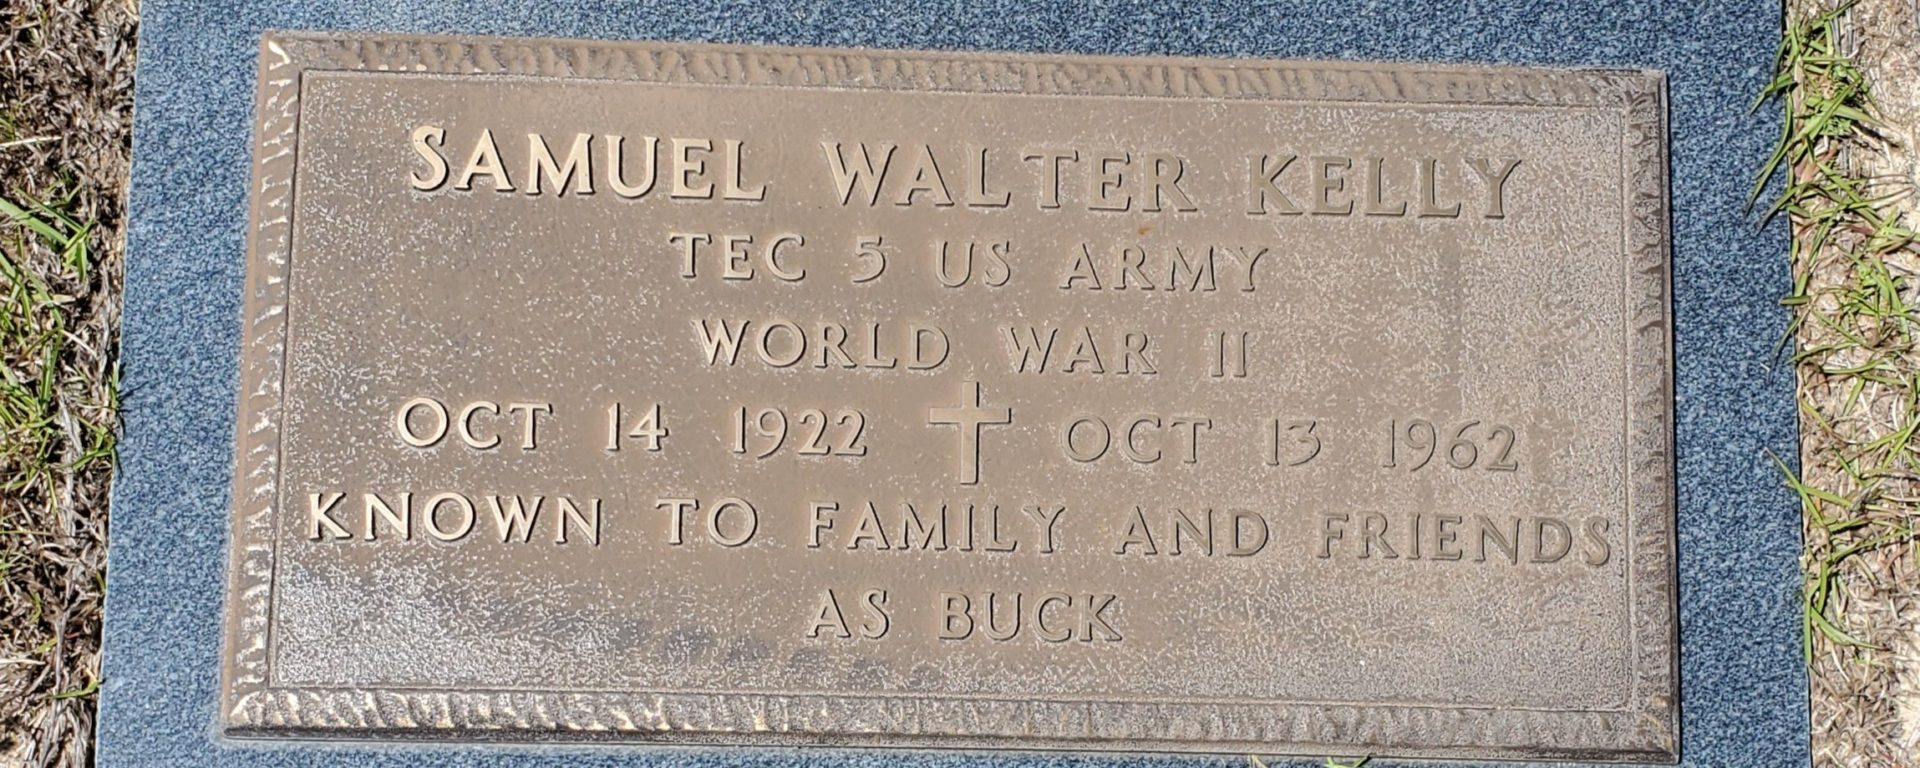 SAMUEL WALTER KELLY
TEC 5 US ARMY
WORLD WAR II
OCT 14 1922 OCT 13 1962
KNOWN TO FAMILY AND FRIENDS
AS BUCK